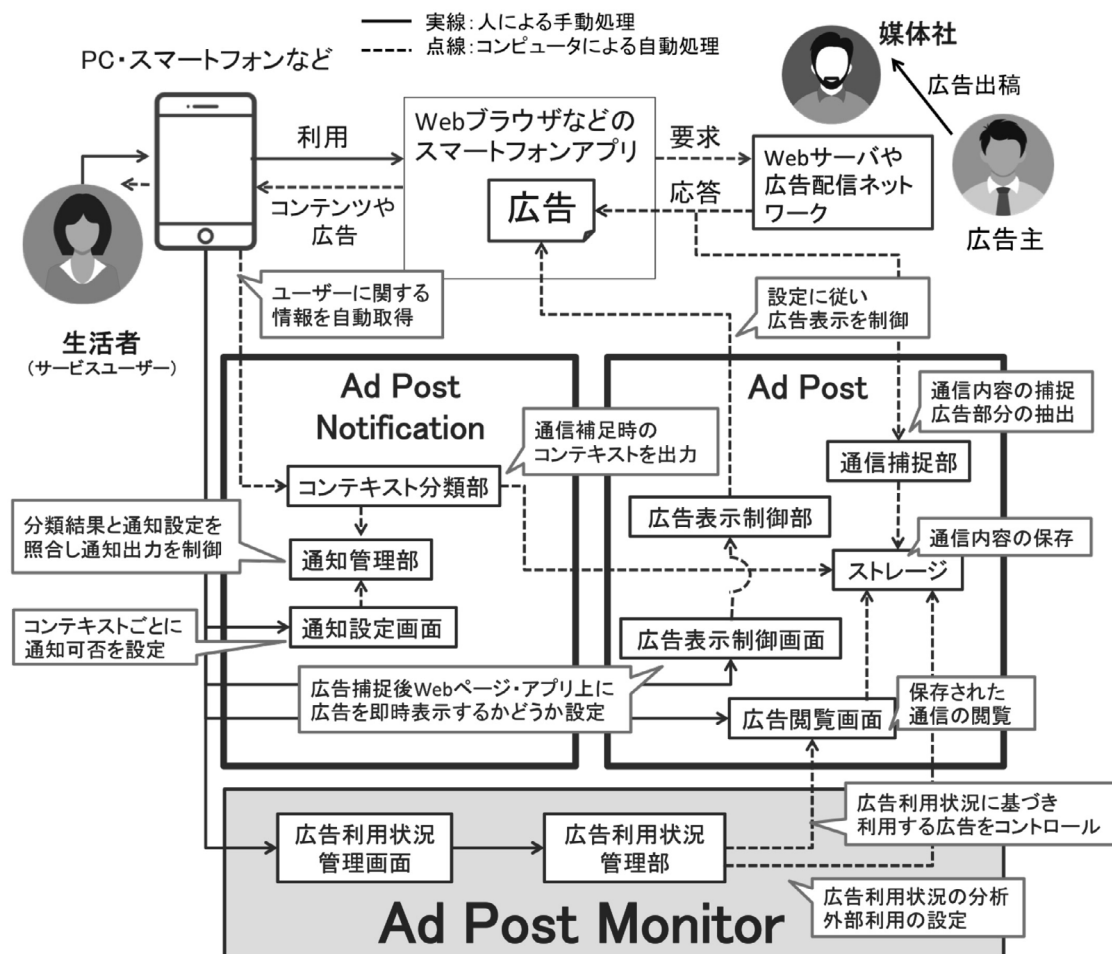 実線：人による手動処理
点線：コンピュータによる自動処理
PC・スマートフォンなど
媒体社
広告出稿
利用
Webブラウザなどの
スマートフォンアプリ
要求
Webサーバや
広告配信ネット
ワーク
コンテンツや
広告
広告
応答
広告主
ユーザーに関する
情報を自動取得
設定に従い
広告表示を制御
生活者
（サービスユーザー）
Ad Post
Notification
Ad Post
通信内容の捕捉
広告部分の抽出
通信補足時の
コンテキストを出力
通信捕捉部
コンテキスト分類部
広告表示制御部
分類結果と通知設定を
照合し通知出力を制御
通知管理部
通信内容の保存
ストレージ
コンテキストごとに
通知可否を設定
通知設定画面
広告表示制御画面
広告捕捉後Webページ・アプリ上に
広告を即時表示するかどうか設定
広告閲覧画面
保存された
通信の閲覧
広告利用状況
管理画面
広告利用状況
管理部
広告利用状況に基づき
利用する広告をコントロール
広告利用状況の分析
外部利用の設定
Ad Post Monitor